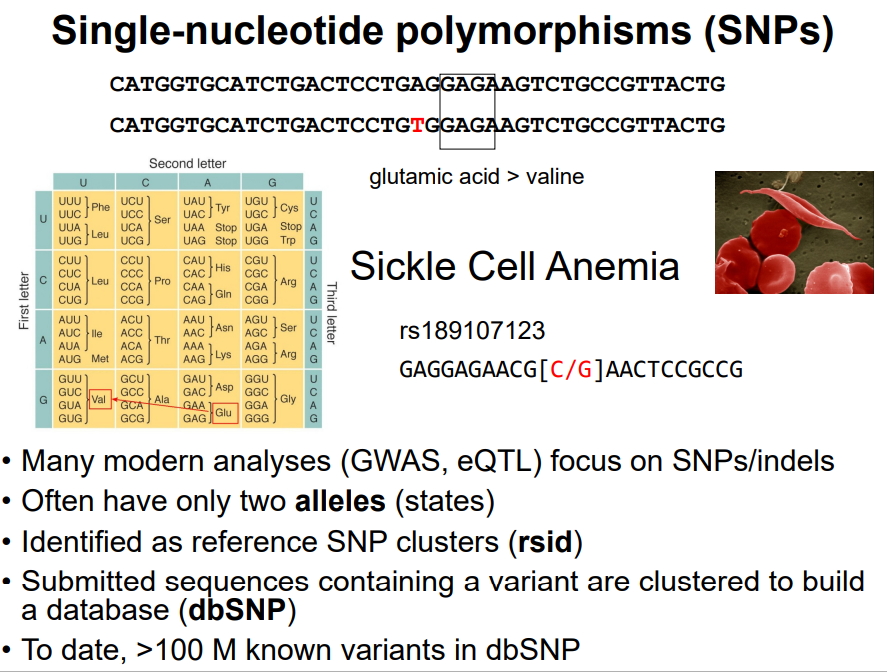 Single-nucleotide polymorphisms (SNPs)
CATGGTGCATCTGACTCCTGAGGAGAAGTCTGCCGTTACTG
CATGGTGCATCTGACTCCTGTGGAGAAGTCTGCCGTTACTG
glutamic acid > valine
Second letter
U C A G
First letter
Third letter
U
UUU UUC Phe
UUA UUG Leu
UCU UCC UCA UCG Ser
UAU UAC Tyr
UAA Stop
UAG Stop
UGU UGC Cys
UGA Stop
UGG Trp
U C A G
C
CUU CUC CUA CUG Leu
CCU CCC CCA CCG Pro
CAU CAC His
CAA CAG Gln
CGU CGC CGA CGG Arg
U C A G
A
AUU AUC AUA Ile
AUG Met
ACU ACC ACA ACG Thr
AAU AAC Asn
AAA AAG Lys
AGU AGC Ser
AGA AGG Arg
U C A G
G
GUU GUC GUA GUG Val
GCU GCC GCA GCG Ala
GAU GAC Asp
GAA GAG Glu
GGU GGC GGA GGG Gly
U C A G
Sickle Cell Anemia
rs189107123
GAGGAGAACG[C/G]AACTCCGCCG
• Many modern analyses (GWAS, eQTL) focus on SNPs/indels
• Often have only two alleles (states)
• Identified as reference SNP clusters (rsid)
• Submitted sequences containing a variant are clustered to build
a database (dbSNP)
• To date, >100 M known variants in dbSNP